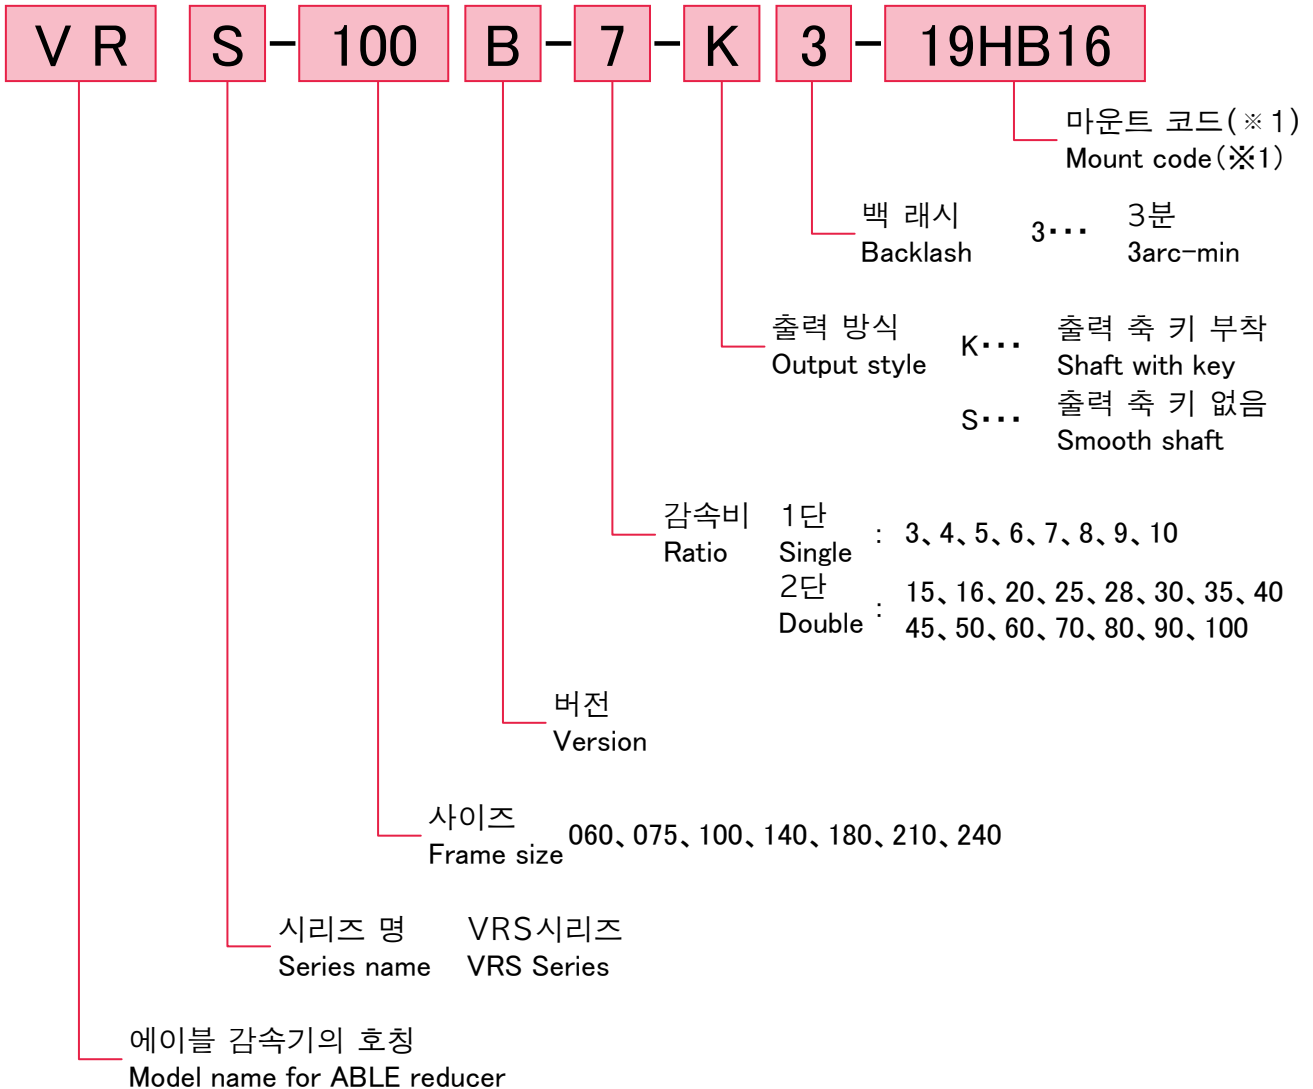 VR S-100 B-7-K 3-19HB16
마운트 코드(※1)
Mount code(※1)
백 래시 3··· 3분
Backlash 3arc-min
출력 방식 K··· 출력 축 키 부착
Output style Shaft with key
S··· 출력 축 키 없음
Smooth shaft
감속비 1단 : 3、4、5、6、7、8、9、10
Ratio Single
2단 : 15、16、20、25、28、30、35、40
Double 45、50、60、70、80、90、100
버전
Version
사이즈 060、075、100、140、180、210、240
Frame size
시리즈 명 VRS시리즈
Series name VRS Series
에이블 감속기의 호칭
Model name for ABLE reducer